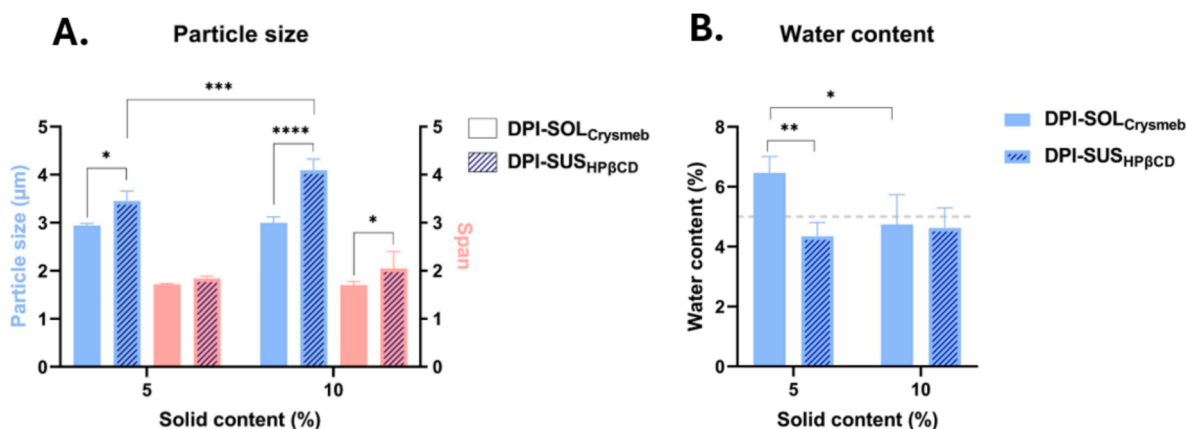 A.
Particle size
***
****
*
*
5
4
3
2
1
0
Particle size (µm)
5
4
3
2
1
0
Span
5
10
Solid content (%)
DPI-SOLCrysmeb
DPI-SUSHPβCD
B.
Water content
*
**
8
6
4
2
0
Water content (%)
5
10
Solid content (%)
DPI-SOLCrysmeb
DPI-SUSHPβCD